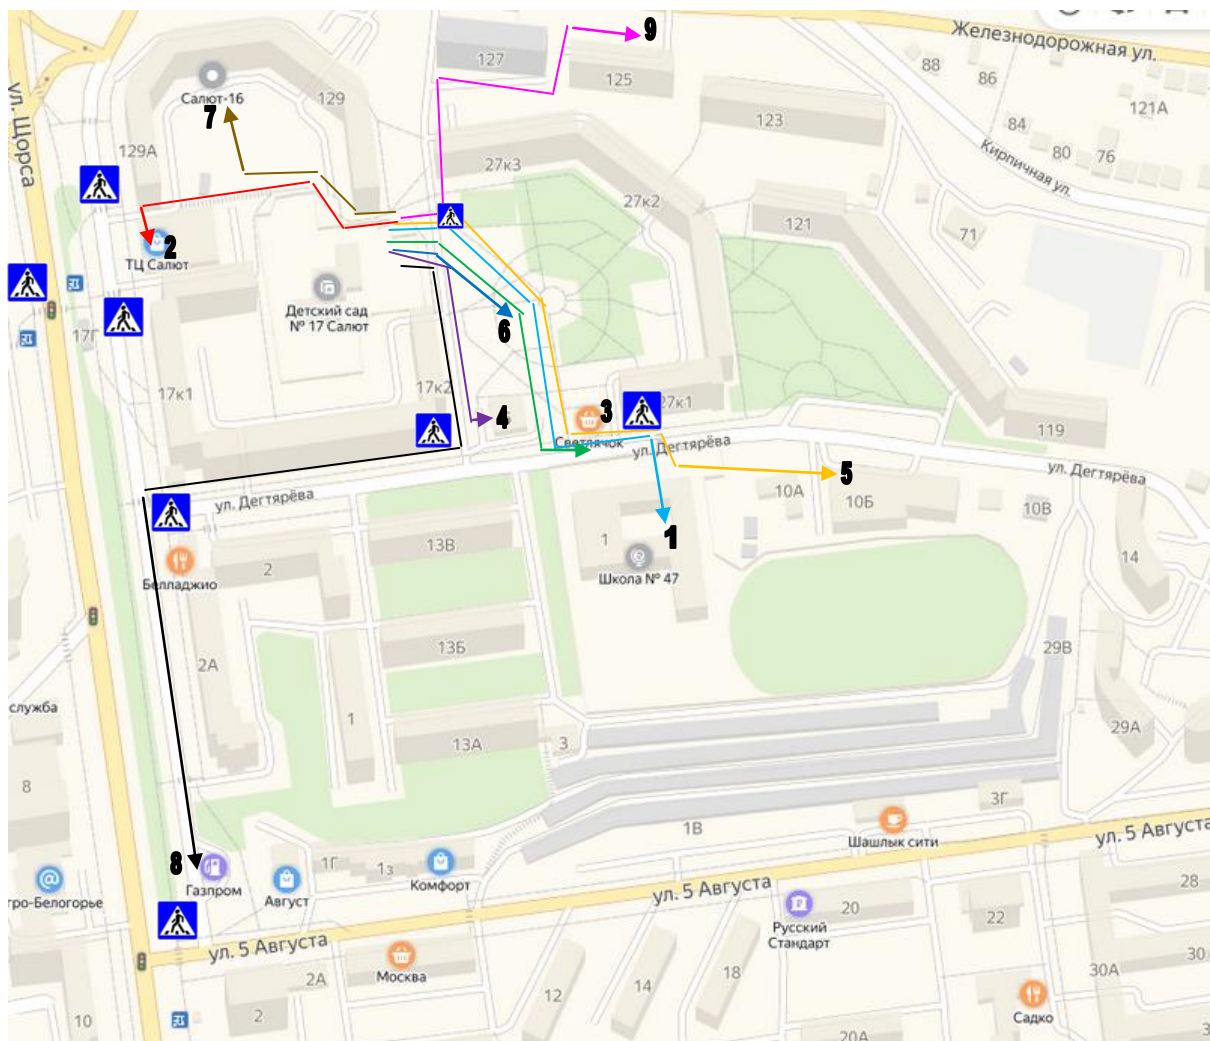 Железнодорожная ул.
9
127
125
88
86
121А
Салют-16
129
7
123
84
80
76
129А
27к3
Кирпичная ул.
ул. Щорса
27к2
121
71
2
ТЦ Салют
Детский сад
№ 17 Салют
6
17Г
17к1
17к2
4
3
27к1
Светлячок
119
ул. Дегтярёва
ул. Дегтярёва
5
ул. Дегтярёва
10А
10Б
10В
1
Белладжио
2
13В
1
Школа № 47
14
13Б
29В
2А
служба
1
13А
3
29А
8
3Г
1В
Шашлык сити
ул. 5 Августа
8
Газпром
Август
1Г
1з
Комфорт
тро-Белогорье
ул. 5 Августа
Русский
Стандарт
20
22
28
ул. 5 Августа
Москва
2А
2
12
14
18
30А
30
Садко
10
20А